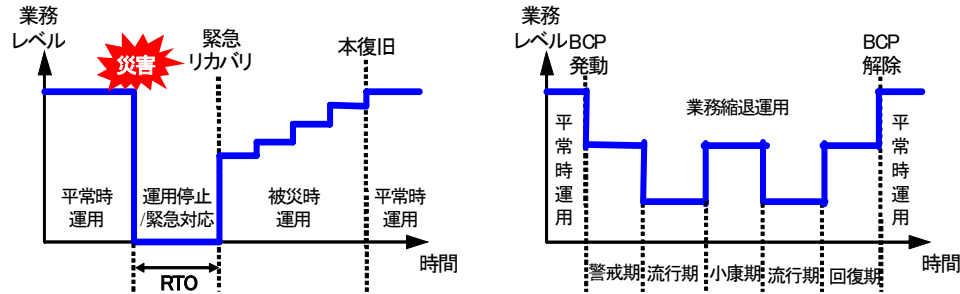 業務
レベル
災害
緊急
リカバリ
本復旧
平常時
運用
運用停止
/緊急対応
被災時
運用
平常時
運用
時間
RTO
業務
レベル
BCP
発動
BCP
解除
業務縮退運用
平常時運用
平常時運用
時間
警戒期
流行期
小康期
流行期
回復期